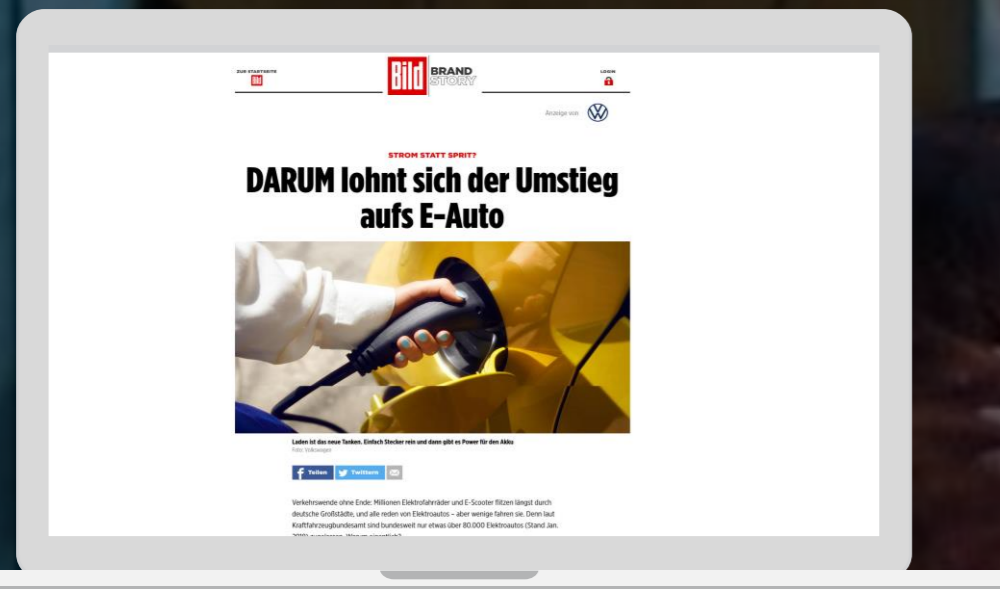 ZUR STARTSEITE
Bild
Bild BRAND
STORY
LOGIN
Anzeige von
VW
STROM STATT SPRIT?
DARUM lohnt sich der Umstieg
aufs E-Auto
Laden ist das neue Tanken. Einfach Stecker rein und dann gibt es Power für den Akku
Foto: Volkswagen
f Teilen
Twittern
Verkehrswende ohne Ende: Millionen Elektrofahrräder und E-Scooter flitzen längst durch
deutsche Großstädte, und alle reden von Elektroautos – aber wenige fahren sie. Denn laut
Kraftfahrzeugbundesamt sind bundesweit nur etwas über 80.000 Elektroautos (Stand Jan.